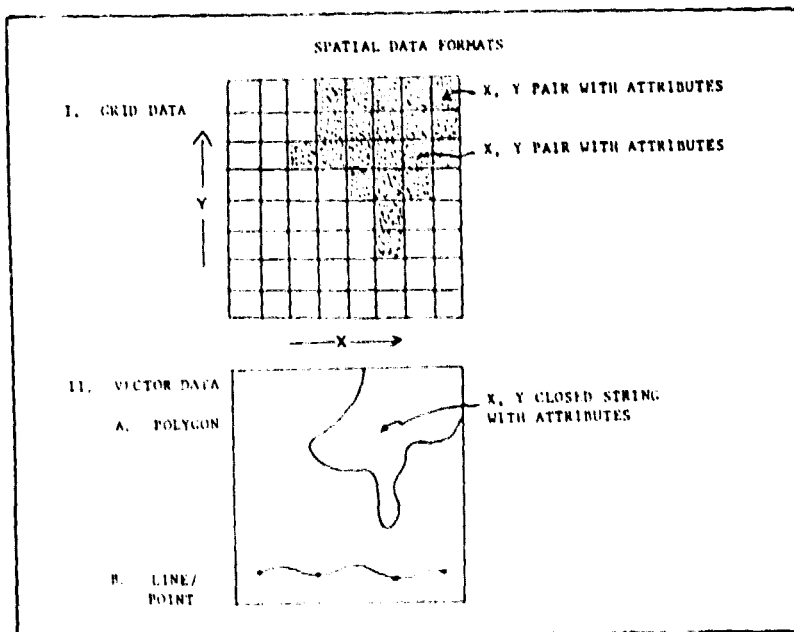 SPATIAL DATA FORMATS
I. GRID DATA
X, Y PAIR WITH ATTRIBUTES
X, Y PAIR WITH ATTRIBUTES
Y
X
II. VECTOR DATA
A. POLYGON
X, Y CLOSED STRING
WITH ATTRIBUTES
B. LINE/
POINT